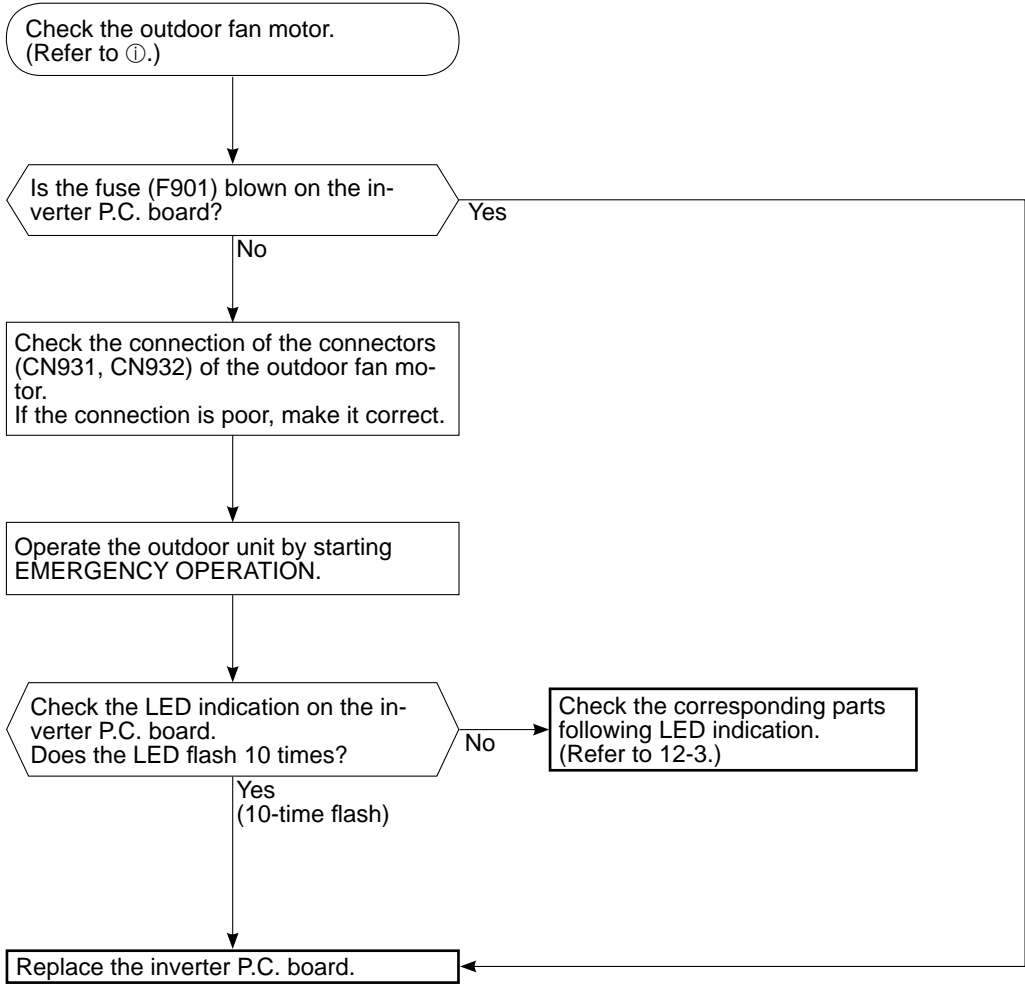 Check the outdoor fan motor.
(Refer to ⓘ.)
Is the fuse (F901) blown on the in-
verter P.C. board?
Yes
No
Check the connection of the connectors
(CN931, CN932) of the outdoor fan mo-
tor.
If the connection is poor, make it correct.
Operate the outdoor unit by starting
EMERGENCY OPERATION.
Check the LED indication on the in-
verter P.C. board.
Does the LED flash 10 times?
No
Check the corresponding parts
following LED indication.
(Refer to 12-3.)
Yes
(10-time flash)
Replace the inverter P.C. board.